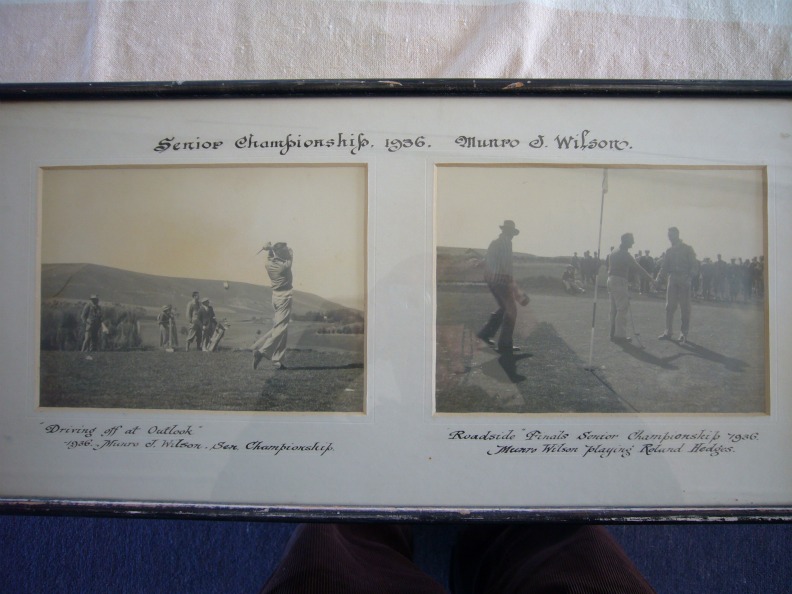 Senior Championship. 1936. Munro J. Wilson.
"Driving off at Outlook"
1936. Munro J. Wilson. Sen. Championship.
Roadside" Finals Senior Championship 1936.
Munro Wilson playing Roland Hedges.